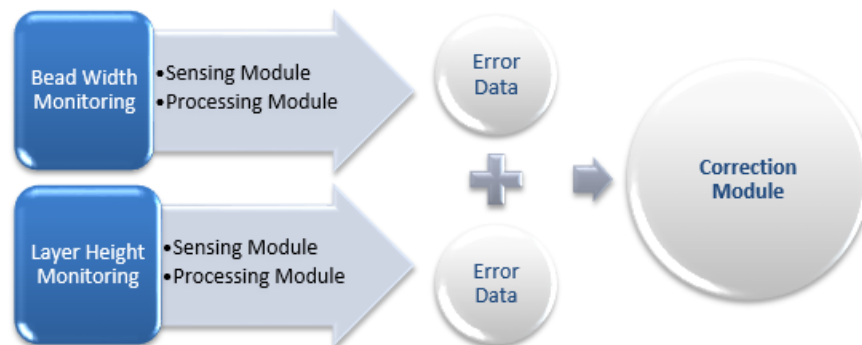 Bead Width
Monitoring
•Sensing Module
•Processing Module
Error
Data
Layer Height
Monitoring
•Sensing Module
•Processing Module
Error
Data
Correction
Module